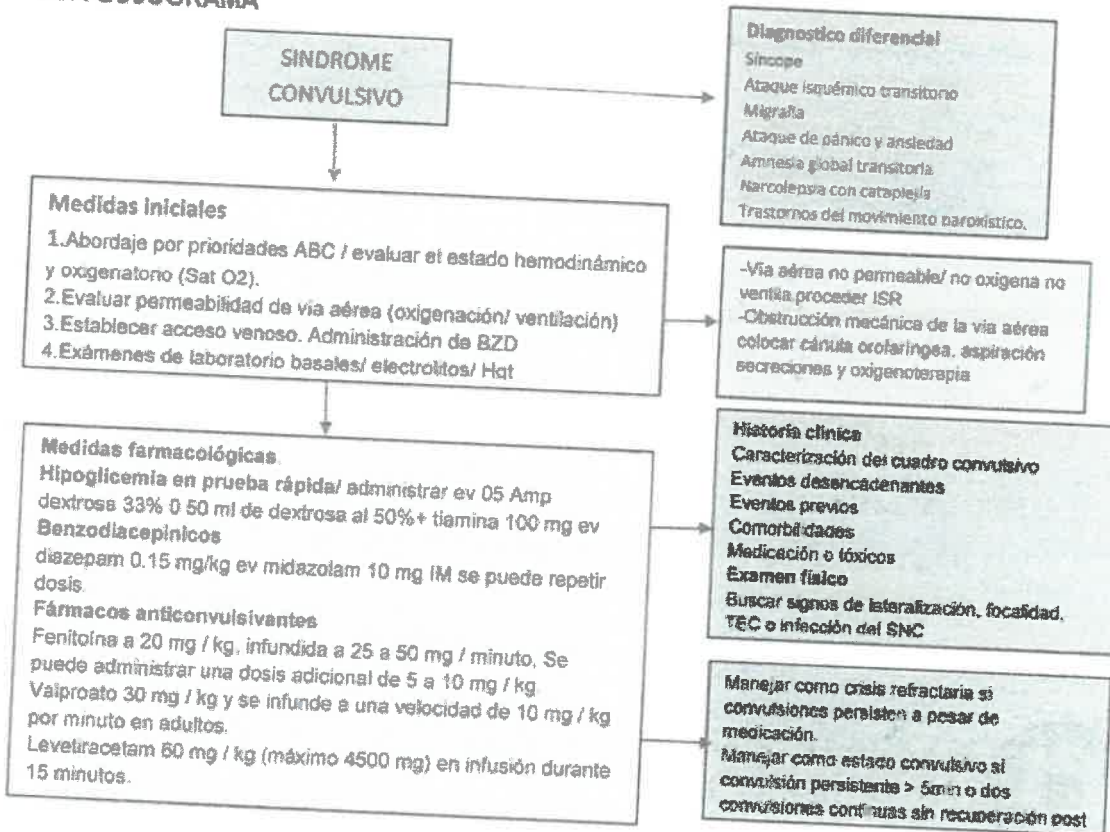 SINDROME
CONVULSIVO
Diagnostico diferencial
Síncope
Ataque isquémico transitorio
Migraña
Ataque de pánico y ansiedad
Amnesia global transitoria
Narcolepsia con cataplejía
Trastornos del movimiento paroxístico.
Medidas iniciales
1.Abordaje por prioridades ABC / evaluar el estado hemodinámico
y oxigenatorio (Sat O2).
2.Evaluar permeabilidad de vía aérea (oxigenación/ ventilación)
3.Establecer acceso venoso. Administración de BZD
4.Exámenes de laboratorio basales/ electrolitos/ Hgt
-Vía aérea no permeable/ no oxigena no
ventila proceder ISR
-Obstrucción mecánica de la vía aérea
colocar cánula orofaríngea, aspiración
secreciones y oxigenoterapia
Medidas farmacológicas
Hipoglicemia en prueba rápida/ administrar ev 05 Amp
dextrosa 33% 0 50 ml de dextrosa al 50%+ tiamina 100 mg ev
Benzodiacepinicos
diazepam 0.15 mg/kg ev midazolam 10 mg IM se puede repetir
dosis.
Fármacos anticonvulsivantes
Fenitoína a 20 mg / kg, infundida a 25 a 50 mg / minuto, Se
puede administrar una dosis adicional de 5 a 10 mg / kg
Valproato 30 mg / kg y se infunde a una velocidad de 10 mg / kg
por minuto en adultos.
Levetiracetam 60 mg / kg (máximo 4500 mg) en infusión durante
15 minutos.
Historia clínica
Caracterización del cuadro convulsivo
Eventos desencadenantes
Eventos previos
Comorbilidades
Medicación o tóxicos
Examen físico
Buscar signos de lateralización, focalidad,
TEC o infección del SNC
Manejar como crisis refractaria si
convulsiones persisten a pesar de
medicación.
Manejar como estado convulsivo si
convulsión persistente > 5min o dos
convulsiones continuas sin recuperación post